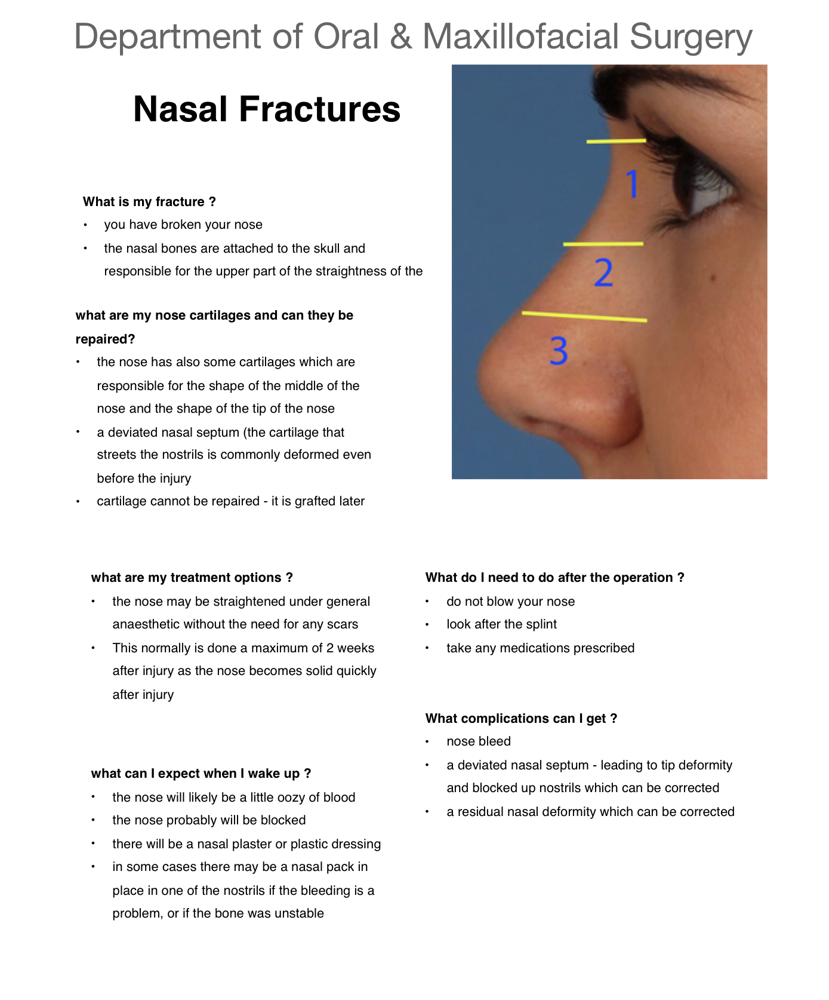 Department of Oral & Maxillofacial Surgery
Nasal Fractures
What is my fracture ?
• you have broken your nose
• the nasal bones are attached to the skull and
responsible for the upper part of the straightness of the
what are my nose cartilages and can they be
repaired?
• the nose has also some cartilages which are
responsible for the shape of the middle of the
nose and the shape of the tip of the nose
• a deviated nasal septum (the cartilage that
streets the nostrils is commonly deformed even
before the injury
• cartilage cannot be repaired - it is grafted later
1
2
3
what are my treatment options ?
• the nose may be straightened under general
anaesthetic without the need for any scars
• This normally is done a maximum of 2 weeks
after injury as the nose becomes solid quickly
after injury
what can I expect when I wake up ?
• the nose will likely be a little oozy of blood
• the nose probably will be blocked
• there will be a nasal plaster or plastic dressing
• in some cases there may be a nasal pack in
place in one of the nostrils if the bleeding is a
problem, or if the bone was unstable
What do I need to do after the operation ?
• do not blow your nose
• look after the splint
• take any medications prescribed
What complications can I get ?
• nose bleed
• a deviated nasal septum - leading to tip deformity
and blocked up nostrils which can be corrected
• a residual nasal deformity which can be corrected